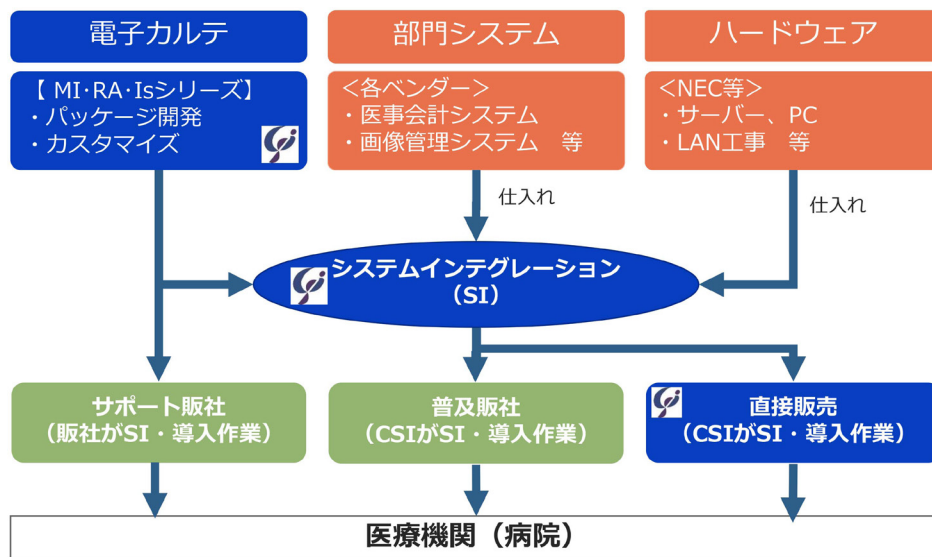 電子カルテ
部門システム
ハードウェア
【 MI･RA･Isシリーズ】
・パッケージ開発
・カスタマイズ
＜各ベンダー＞
・医事会計システム
・画像管理システム　等
＜NEC等＞
・サーバー、PC
・LAN工事　等
仕入れ
仕入れ
システムインテグレーション
（SI）
サポート販社
（販社がSI・導入作業）
普及販社
（CSIがSI・導入作業）
直接販売
（CSIがSI・導入作業）
医療機関（病院）